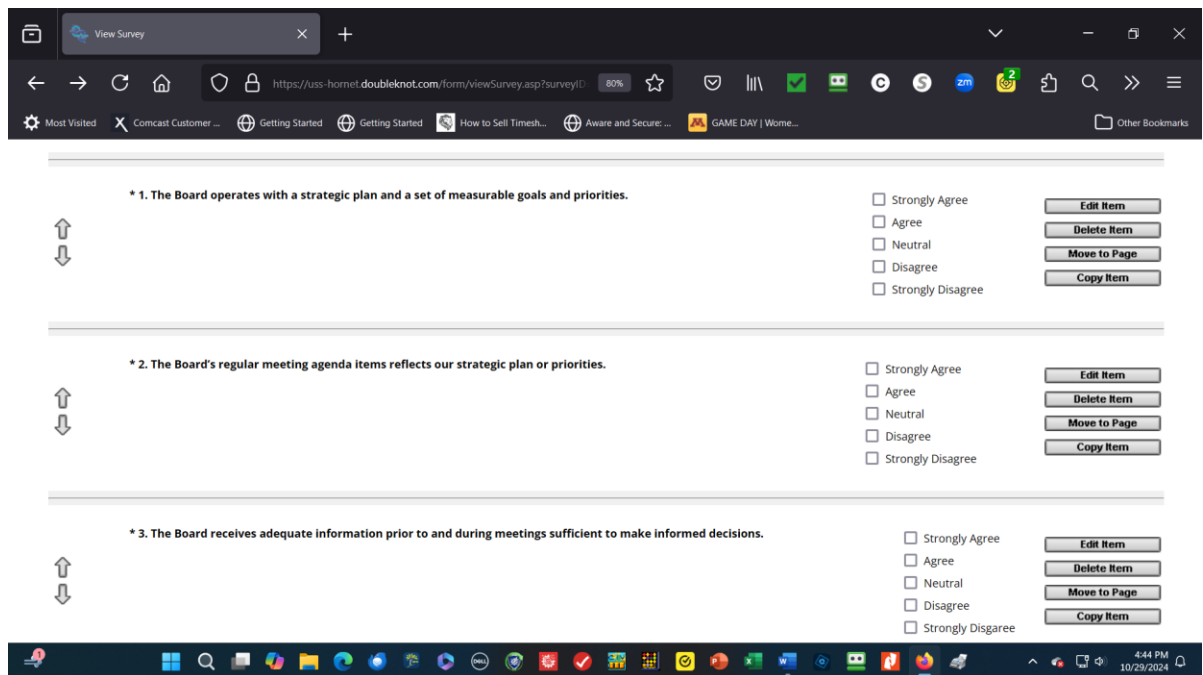 View Survey
https://uss-hornet.doubleknot.com/form/viewSurvey.asp?surveyID
80%
zm
2
Most Visited
Comcast Customer ...
Getting Started
Getting Started
How to Sell Timesh...
Aware and Secure: ...
GAME DAY | Wome...
Other Bookmarks
* 1. The Board operates with a strategic plan and a set of measurable goals and priorities.
Strongly Agree
Agree
Neutral
Disagree
Strongly Disagree
Edit Item
Delete Item
Move to Page
Copy Item
* 2. The Board's regular meeting agenda items reflects our strategic plan or priorities.
Strongly Agree
Agree
Neutral
Disagree
Strongly Disagree
Edit Item
Delete Item
Move to Page
Copy Item
* 3. The Board receives adequate information prior to and during meetings sufficient to make informed decisions.
Strongly Agree
Agree
Neutral
Disagree
Strongly Disgaree
Edit Item
Delete Item
Move to Page
Copy Item
1
4:44 PM
10/29/2024